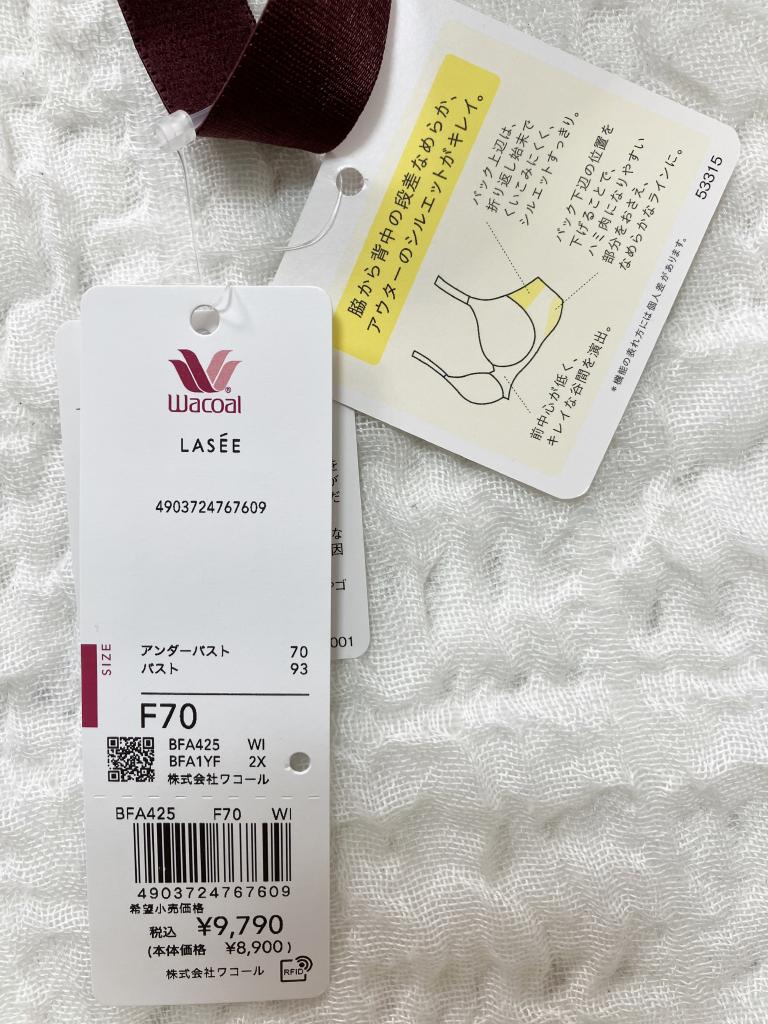 脇から背中の段差なめらか、
アウターのシルエットがキレイ。
バック上辺は、
折り返し始末で
くいこみにくく、
シルエットすっきり。
バック下辺の位置を
下げることで、
ハミ肉になりやすい
部分をおさえ、
なめらかなラインに。
前中心が低く、
キレイな谷間を演出。
*機能の表れ方には個人差があります。
53315
Wacoal
LASÉE
4903724767609
SIZE
アンダーバスト 70
バスト 93
F70
BFA425 WI
BFA1YF 2X
株式会社ワコール
BFA425 F70 WI
4903724767609
希望小売価格
税込 ¥9,790
(本体価格 ¥8,900)
株式会社ワコール
RFID
を
が
だ
な
因
ゴ
001